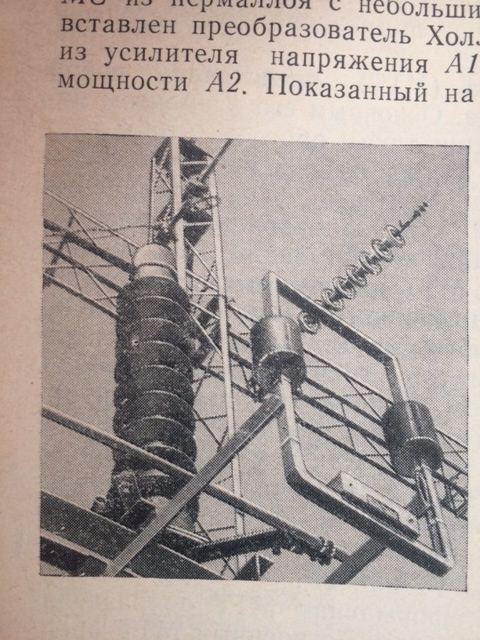 МС из пермаллоя с небольши
вставлен преобразователь Хол
из усилителя напряжения А1
мощности А2. Показанный на